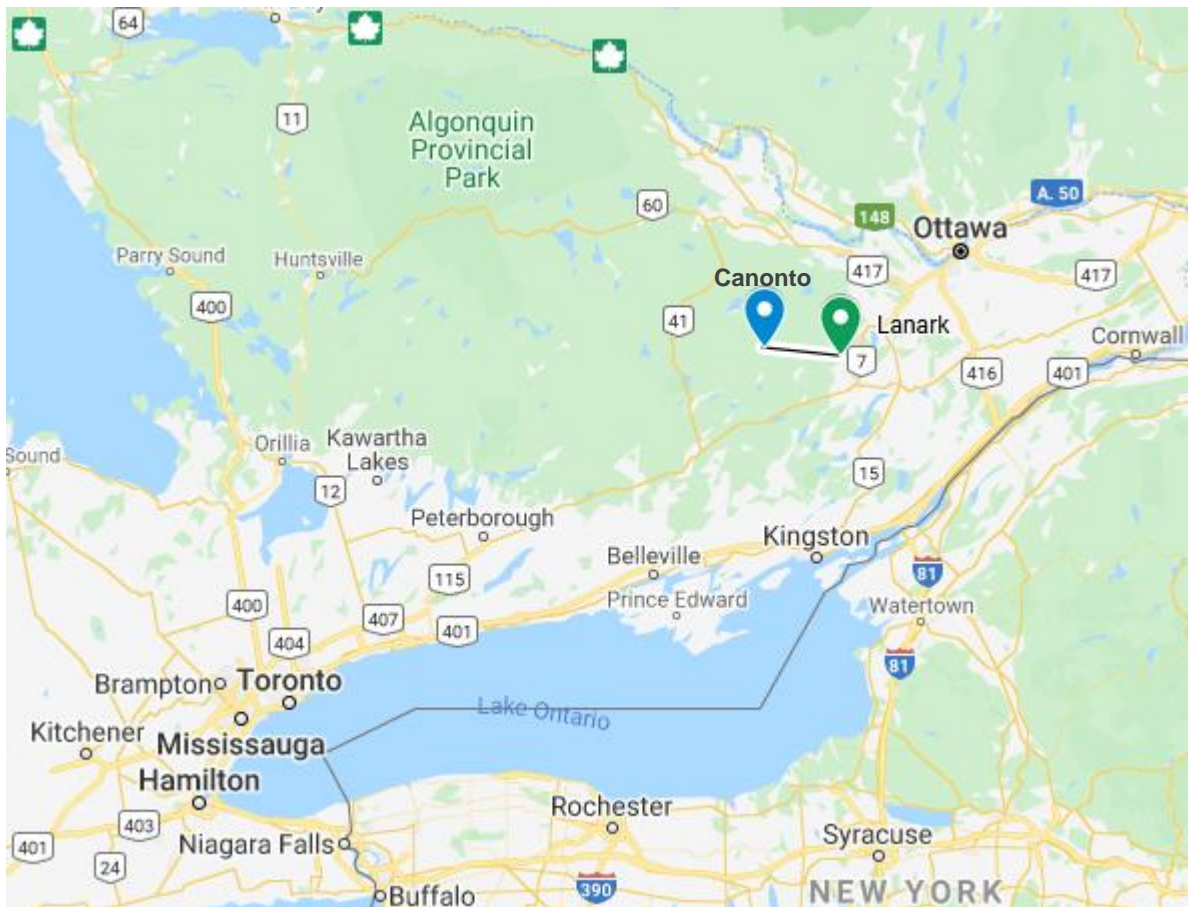 64
11
Algonquin
Provincial
Park
60
148
A. 50
Ottawa
Parry Sound
Huntsville
417
417
Canonto
400
41
Lanark
7
Cornwall
416
401
Orillia
Kawartha
Lakes
Sound
12
15
Peterborough
Kingston
Belleville
115
81
Prince Edward
Watertown
400
407
404
401
81
Brampton
Toronto
Lake Ontario
Kitchener
Mississauga
Hamilton
Rochester
403
Niagara Falls
Syracuse
401
24
390
NEW YORK
Buffalo